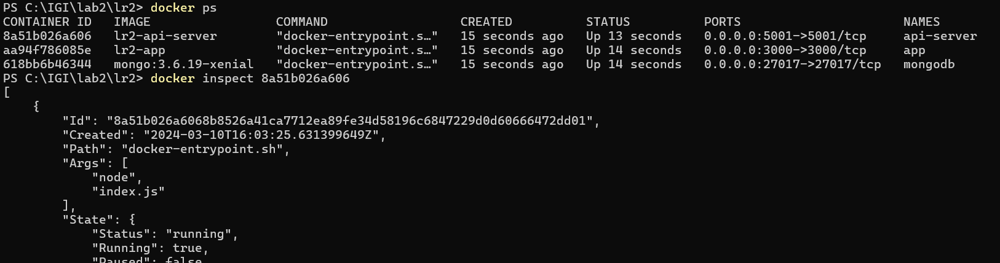 PS C:\IGI\lab2\lr2> docker ps
CONTAINER ID   IMAGE                  COMMAND                  CREATED          STATUS          PORTS                      NAMES
8a51b026a606   lr2-api-server         "docker-entrypoint.s…"   15 seconds ago   Up 13 seconds   0.0.0.0:5001->5001/tcp     api-server
aa94f786085e   lr2-app                "docker-entrypoint.s…"   15 seconds ago   Up 14 seconds   0.0.0.0:3000->3000/tcp     app
618bb6b46344   mongo:3.6.19-xenial    "docker-entrypoint.s…"   15 seconds ago   Up 14 seconds   0.0.0.0:27017->27017/tcp   mongodb
PS C:\IGI\lab2\lr2> docker inspect 8a51b026a606
[
    {
        "Id": "8a51b026a6068b8526a41ca7712ea89fe34d58196c6847229d0d60666472dd01",
        "Created": "2024-03-10T16:03:25.631399649Z",
        "Path": "docker-entrypoint.sh",
        "Args": [
            "node",
            "index.js"
        ],
        "State": {
            "Status": "running",
            "Running": true,
            "Paused": false